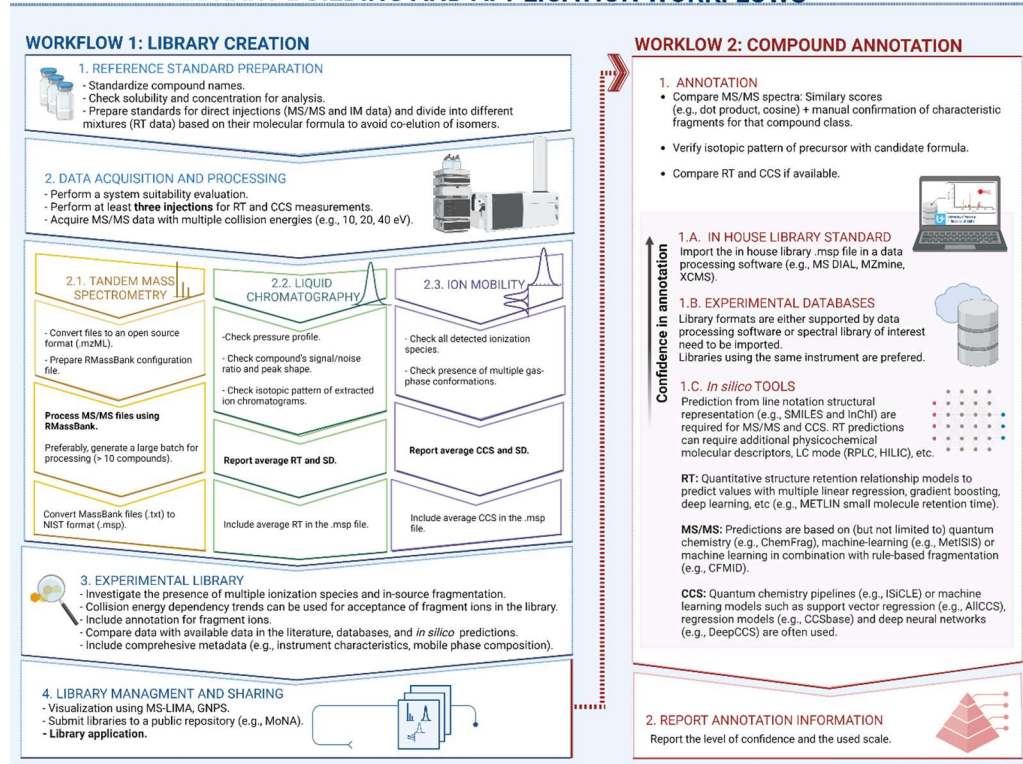 WORKFLOW 1: LIBRARY CREATION
1. REFERENCE STANDARD PREPARATION
- Standardize compound names.
- Check solubility and concentration for analysis.
- Prepare standards for direct injections (MS/MS and IM data) and divide into different
mixtures (RT data) based on their molecular formula to avoid co-elution of isomers.
2. DATA ACQUISITION AND PROCESSING
- Perform a system suitability evaluation.
- Perform at least three injections for RT and CCS measurements.
- Acquire MS/MS data with multiple collision energies (e.g., 10, 20, 40 eV).
2.1. TANDEM MASS
SPECTROMETRY
- Convert files to an open source
format (.mzML).
- Prepare RMassBank configuration
file.
Process MS/MS files using
RMassBank.
Preferably, generate a large batch for
processing (> 10 compounds).
Convert MassBank files (.txt) to
NIST format (.msp).
2.2. LIQUID
CHROMATOGRAPHY
-Check pressure profile.
- Check compound's signal/noise
ratio and peak shape.
- Check isotopic pattern of extracted
ion chromatograms.
Report average RT and SD.
Include average RT in the .msp file.
2.3. ION MOBILITY
- Check all detected ionization
species.
- Check presence of multiple gas-
phase conformations.
Report average CCS and SD.
Include average CCS in the .msp
file.
3. EXPERIMENTAL LIBRARY
- Investigate the presence of multiple ionization species and in-source fragmentation.
- Collision energy dependency trends can be used for acceptance of fragment ions in the library.
- Include annotation for fragment ions.
- Compare data with available data in the literature, databases, and in silico predictions.
- Include comprehesive metadata (e.g., instrument characteristics, mobile phase composition).
4. LIBRARY MANAGMENT AND SHARING
- Visualization using MS-LIMA, GNPS.
- Submit libraries to a public repository (e.g., MoNA).
- Library application.
WORKLOW 2: COMPOUND ANNOTATION
1. ANNOTATION
• Compare MS/MS spectra: Similary scores
(e.g., dot product, cosine) + manual confirmation of characteristic
fragments for that compound class.
• Verify isotopic pattern of precursor with candidate formula.
• Compare RT and CCS if available.
Confidence in annotation
1.A. IN HOUSE LIBRARY STANDARD
Import the in house library .msp file in a data
processing software (e.g., MS DIAL, MZmine,
XCMS).
1.B. EXPERIMENTAL DATABASES
Library formats are either supported by data
processing software or spectral library of interest
need to be imported.
Libraries using the same instrument are prefered.
1.C. In silico TOOLS
Prediction from line notation structural
representation (e.g., SMILES and InChI) are
required for MS/MS and CCS. RT predictions
can require additional physicochemical
molecular descriptors, LC mode (RPLC, HILIC), etc.
RT: Quantitative structure retention relationship models to
predict values with multiple linear regression, gradient boosting,
deep learning, etc (e.g., METLIN small molecule retention time).
MS/MS: Predictions are based on (but not limited to) quantum
chemistry (e.g., ChemFrag), machine-learning (e.g., MetISIS) or
machine learning in combination with rule-based fragmentation
(e.g., CFMID).
CCS: Quantum chemistry pipelines (e.g., ISiCLE) or machine
learning models such as support vector regression (e.g., AllCCS),
regression models (e.g., CCSbase) and deep neural networks
(e.g., DeepCCS) are often used.
2. REPORT ANNOTATION INFORMATION
Report the level of confidence and the used scale.